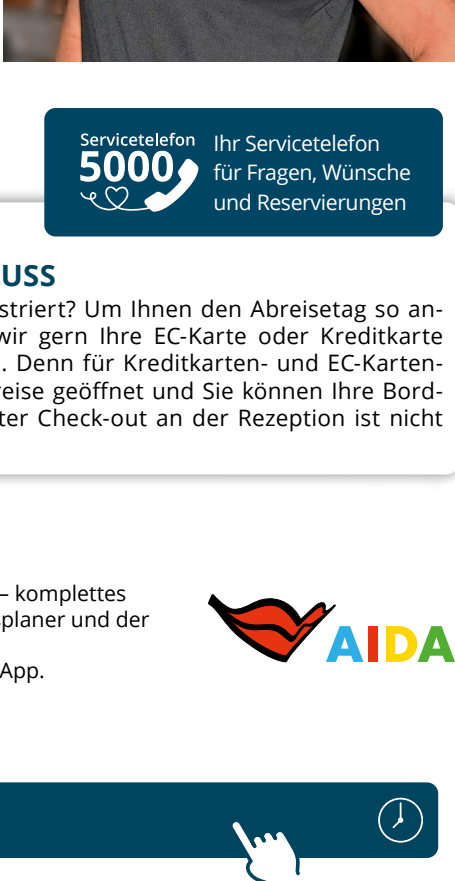 Servicetelefon
5000
Ihr Servicetelefon
für Fragen, Wünsche
und Reservierungen
USS
striert? Um Ihnen den Abreisetag so an-
wir gern Ihre EC-Karte oder Kreditkarte
. Denn für Kreditkarten- und EC-Karten-
reise geöffnet und Sie können Ihre Bord-
ter Check-out an der Rezeption ist nicht
– komplettes
splaner und der
App.
AIDA